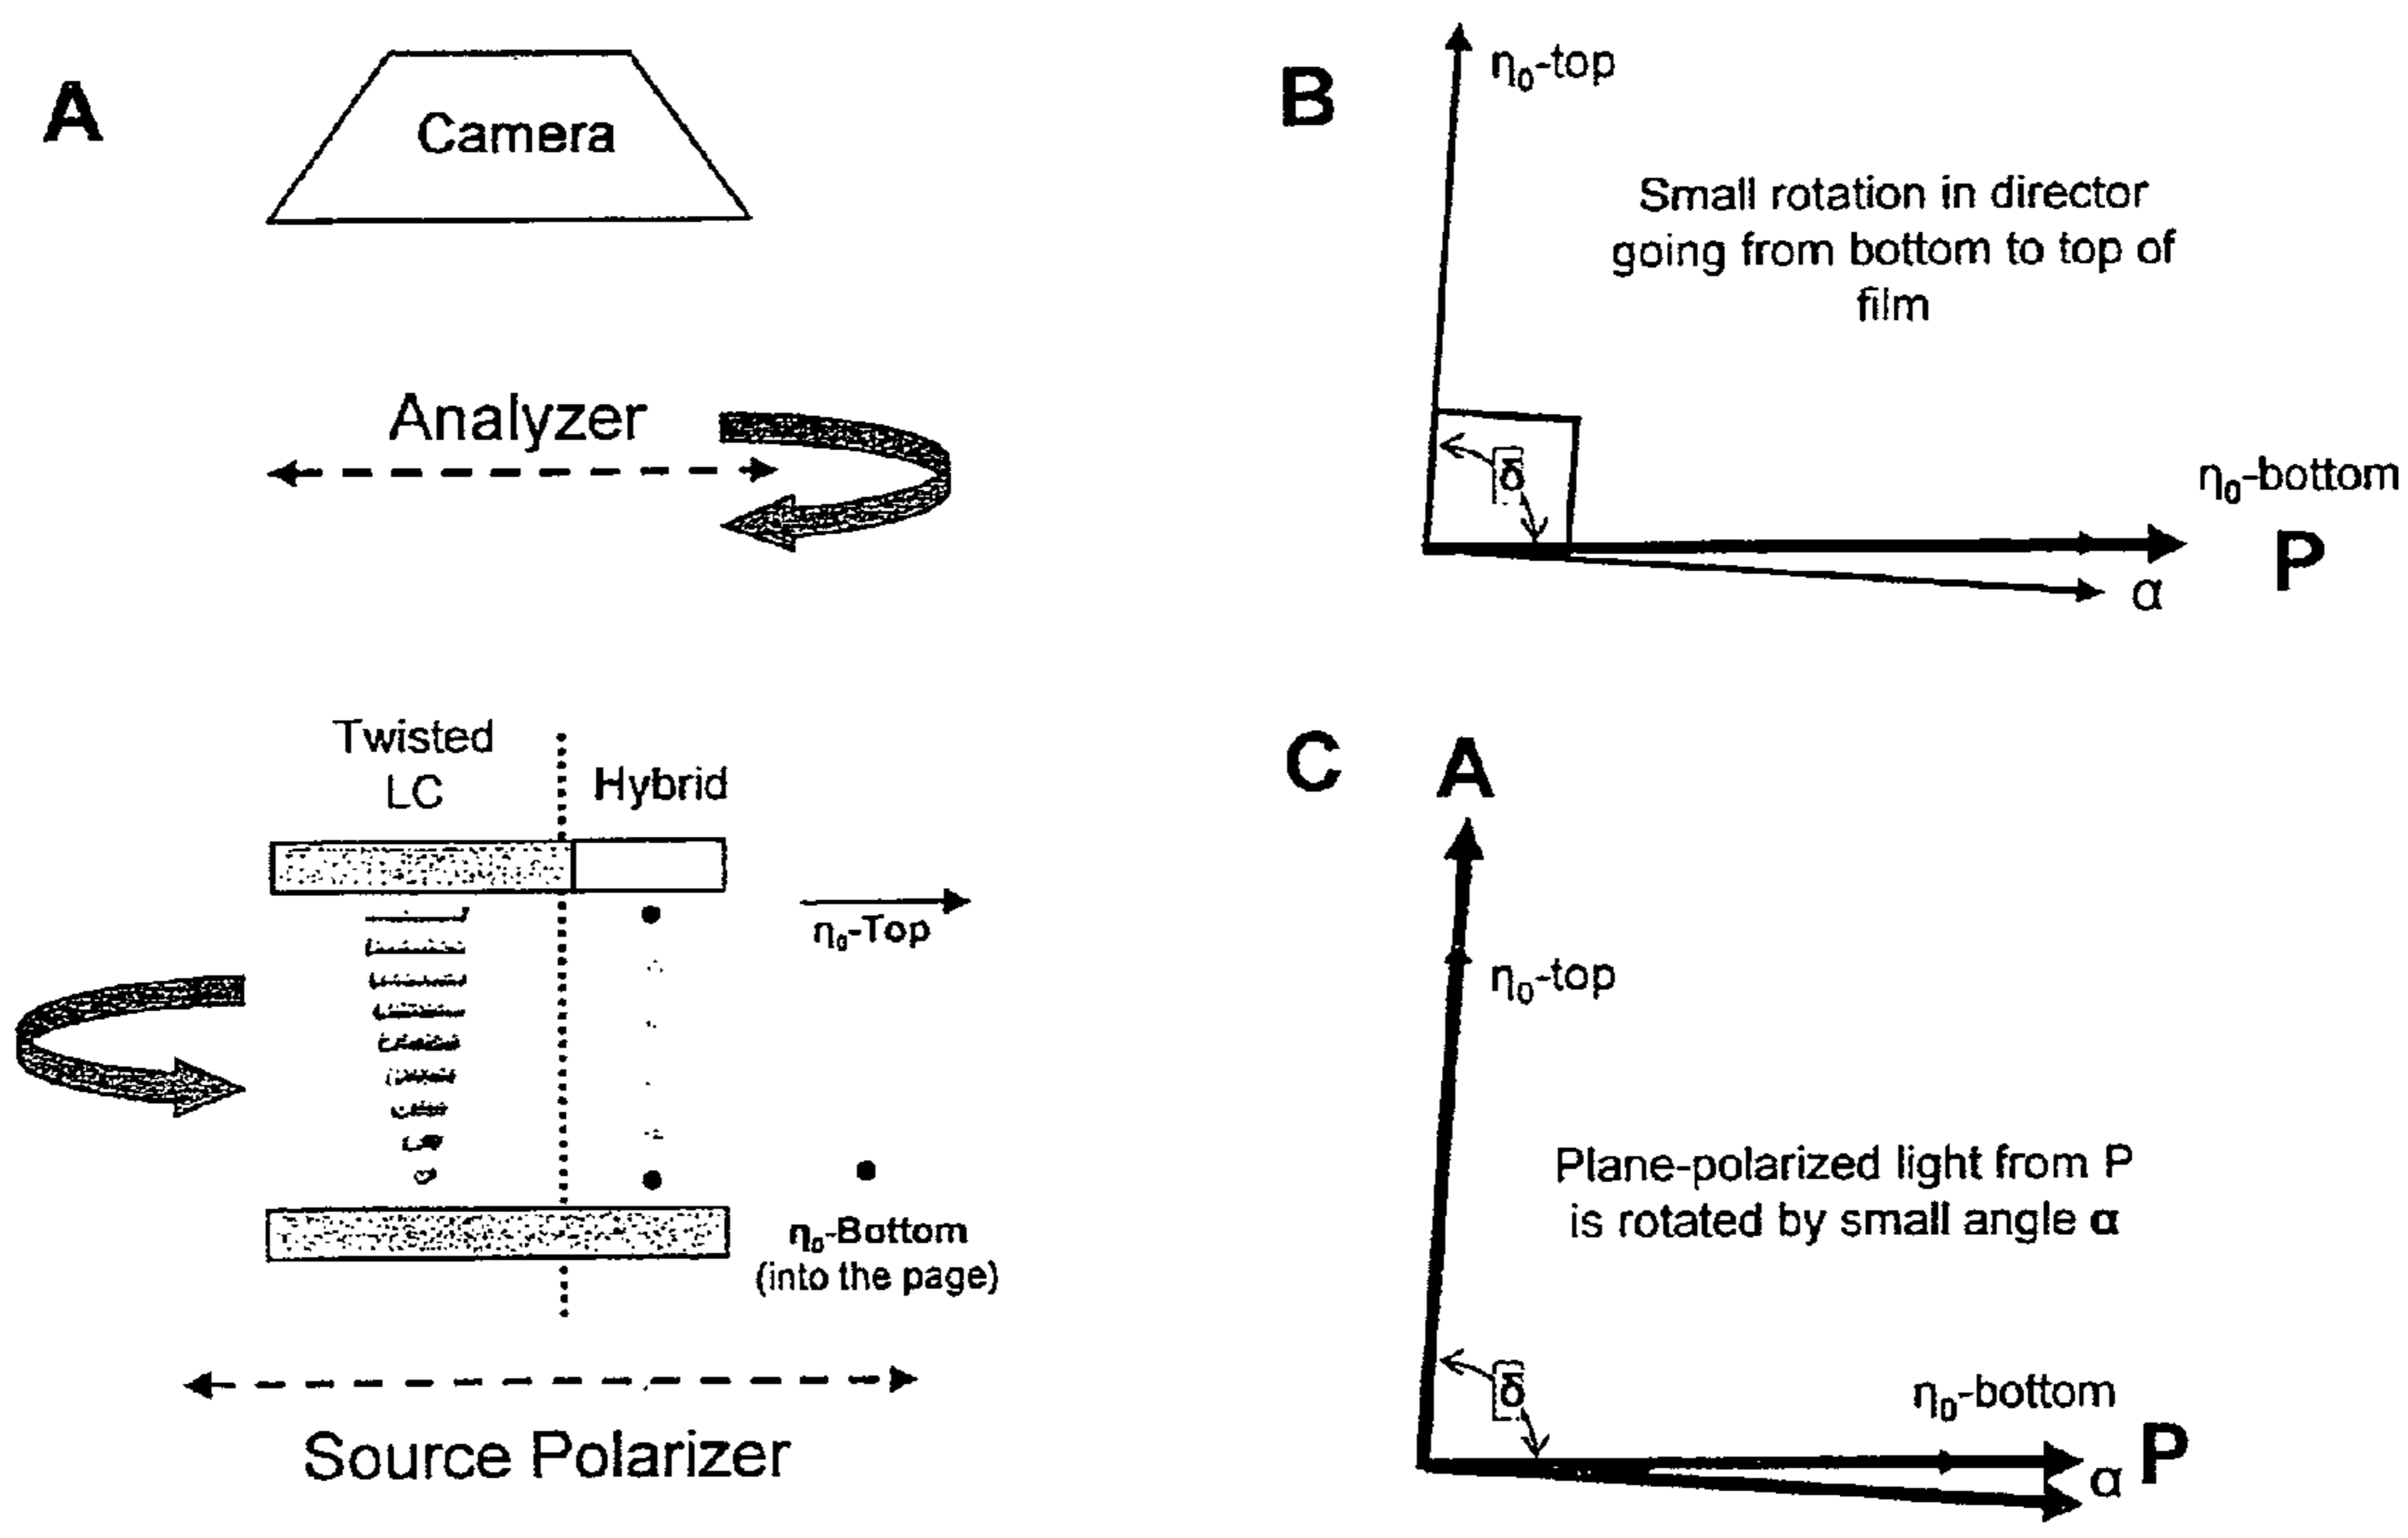 A
Camera
Analyzer
Twisted
LC
Hybrid
η₀-Top
η₀-Bottom
(into the page)
Source Polarizer
B
η₀-top
Small rotation in director
going from bottom to top of
film
δ
η₀-bottom
P
α
C
A
η₀-top
Plane-polarized light from P
is rotated by small angle α
δ
η₀-bottom
α
P